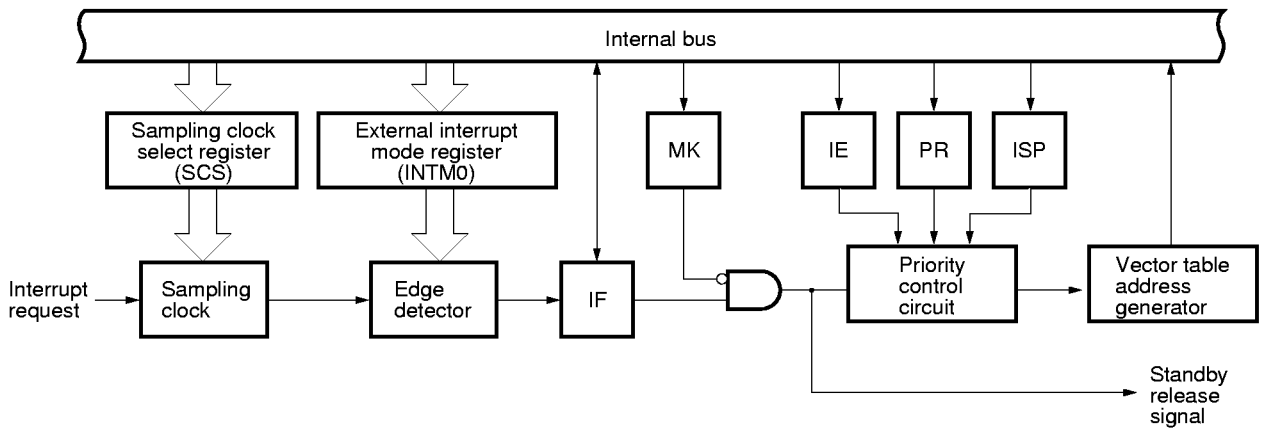 Internal bus
Sampling clock
select register
(SCS)
External interrupt
mode register
(INTM0)
MK
IE
PR
ISP
Interrupt
request
Sampling
clock
Edge
detector
IF
Priority
control
circuit
Vector table
address
generator
Standby
release
signal